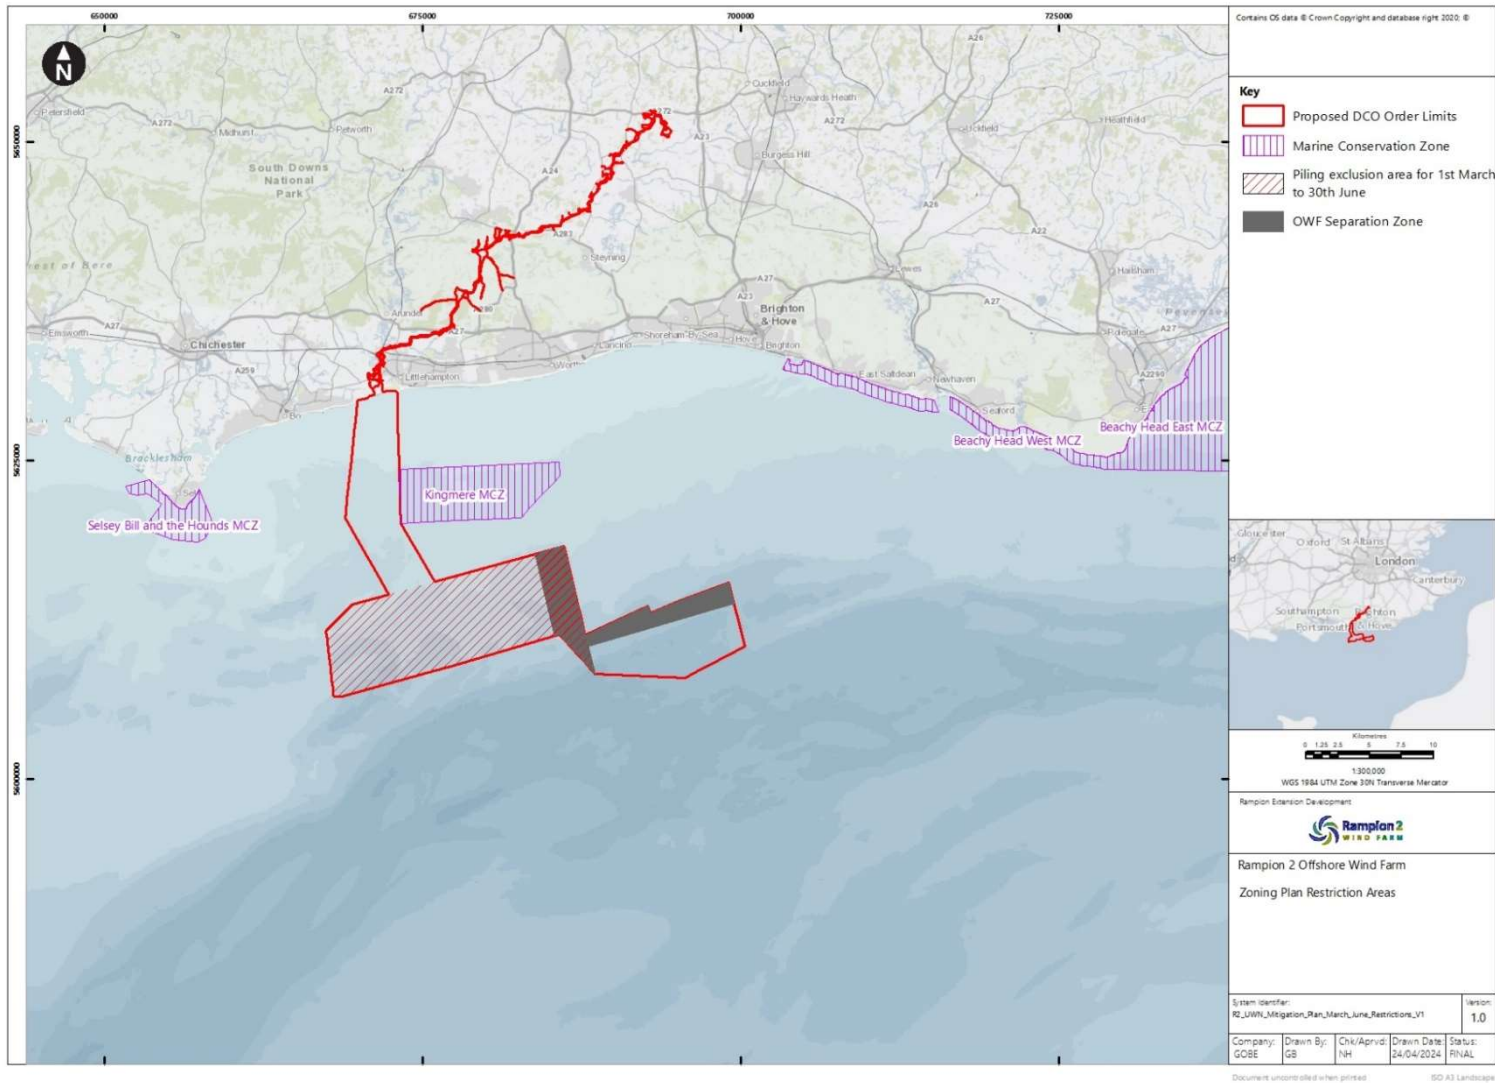 650000
675000
700000
725000
5650000
5625000
5600000
N
Petersfield
A272
A272
Midhurst
Petworth
South Downs
National
Park
A24
A283
Steyning
A23
Cuckfield
Haywards Heath
A272
Burgess Hill
Uckfield
A26
A26
Heathfield
A22
Lewes
Hailsham
A27
A27
A23
Brighton
& Hove
Arundel
A280
A27
Emsworth
A27
Chichester
A259
Littlehampton
Lancing
Shoreham-By-Sea
Hove
Brighton
East Saltdean
Newhaven
Seaford
Polegate
A27
A2290
Bracklesham
Beachy Head West MCZ
Beachy Head East MCZ
Kingmere MCZ
Selsey Bill and the Hounds MCZ
Contains OS data © Crown Copyright and database right 2020; ©
Key
Proposed DCO Order Limits
Marine Conservation Zone
Piling exclusion area for 1st March
to 30th June
OWF Separation Zone
Gloucester
Oxford
St Albans
London
Canterbury
Southampton
Portsmouth
& Hove
Kilometres
0 1.25 2.5 5 7.5 10
1:300,000
WGS 1984 UTM Zone 30N Transverse Mercator
Rampion Extension Development
Rampion 2
WIND FARM
Rampion 2 Offshore Wind Farm
Zoning Plan Restriction Areas
System Identifier:
R2_UWN_Mitigation_Plan_March_June_Restrictions_V1
Version:
1.0
Company: Drawn By: Chk/Aprvd: Drawn Date: Status:
GOBE GB NH 24/04/2024 FINAL
Document uncontrolled when printed
ISO A3 Landscape